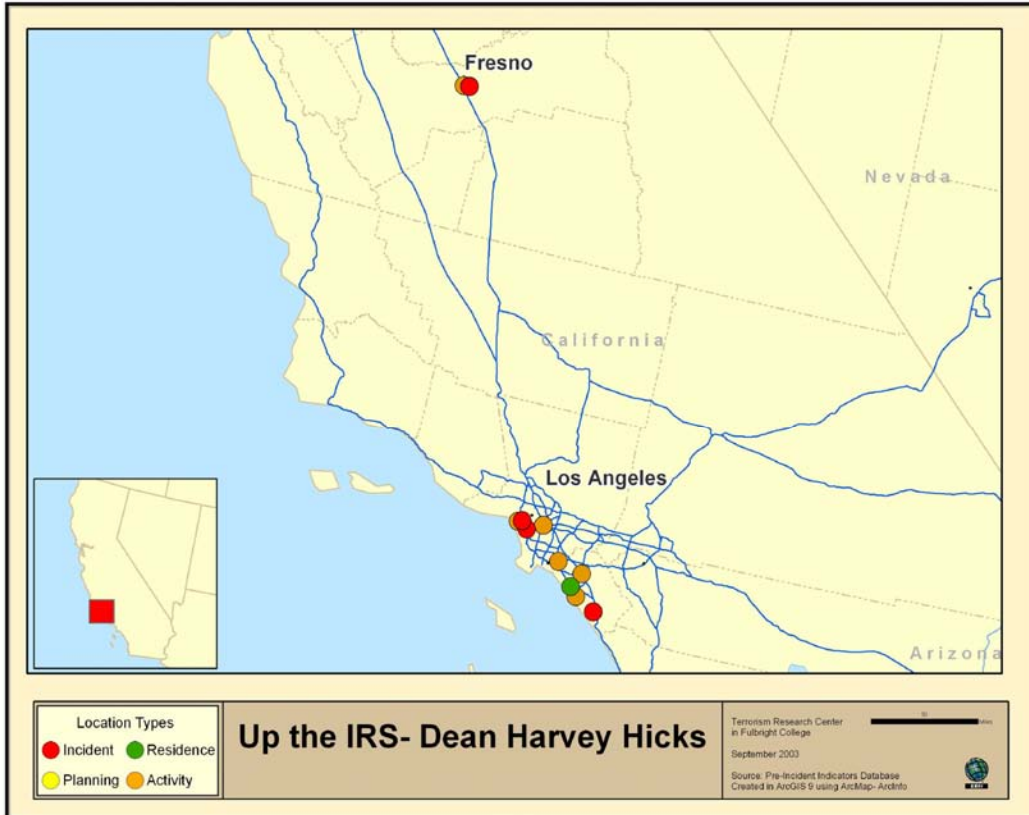 Fresno
Nevada
California
Los Angeles
Arizona
Location Types
Incident Residence
Planning Activity
Up the IRS- Dean Harvey Hicks
Terrorism Research Center
in Fulbright College
September 2003
Source: Pre-Incident Indicators Database
Created in ArcGIS 9 using ArcMap- ArcInfo
Miles